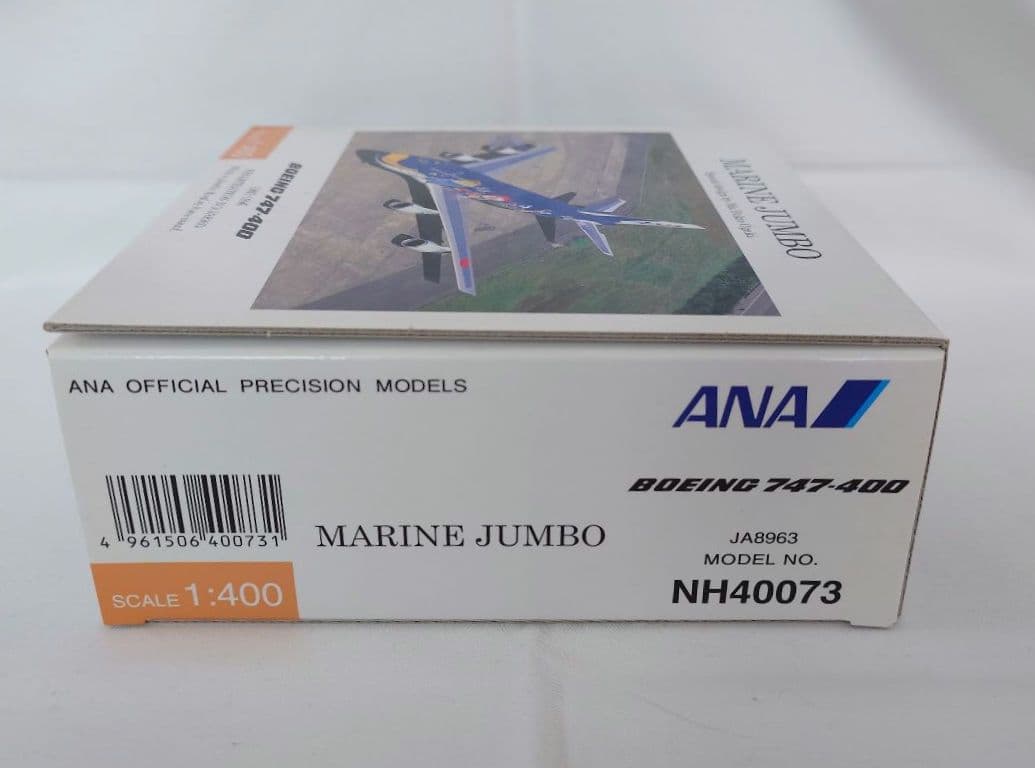 MARINE JUMBO
BOEING 747-400
ANA OFFICIAL PRECISION MODELS
ANA
BOEING 747-400
4 961506 400731
MARINE JUMBO
JA8963
MODEL NO.
NH40073
SCALE 1:400